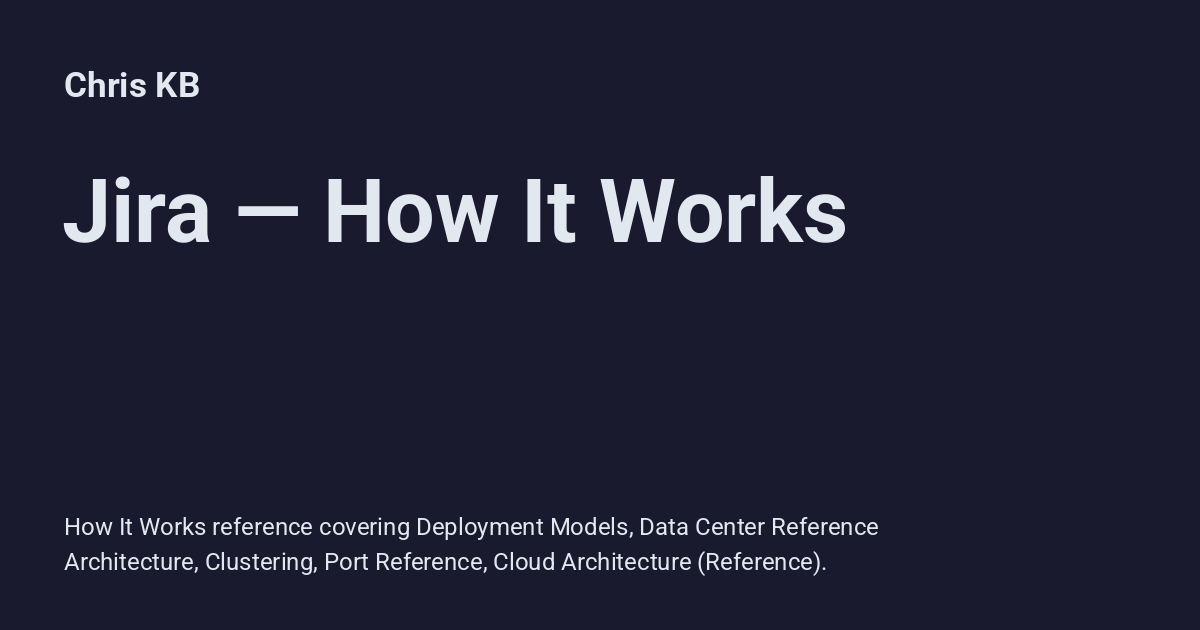 Chris KB
Jira — How It Works
How It Works reference covering Deployment Models, Data Center Reference
Architecture, Clustering, Port Reference, Cloud Architecture (Reference).